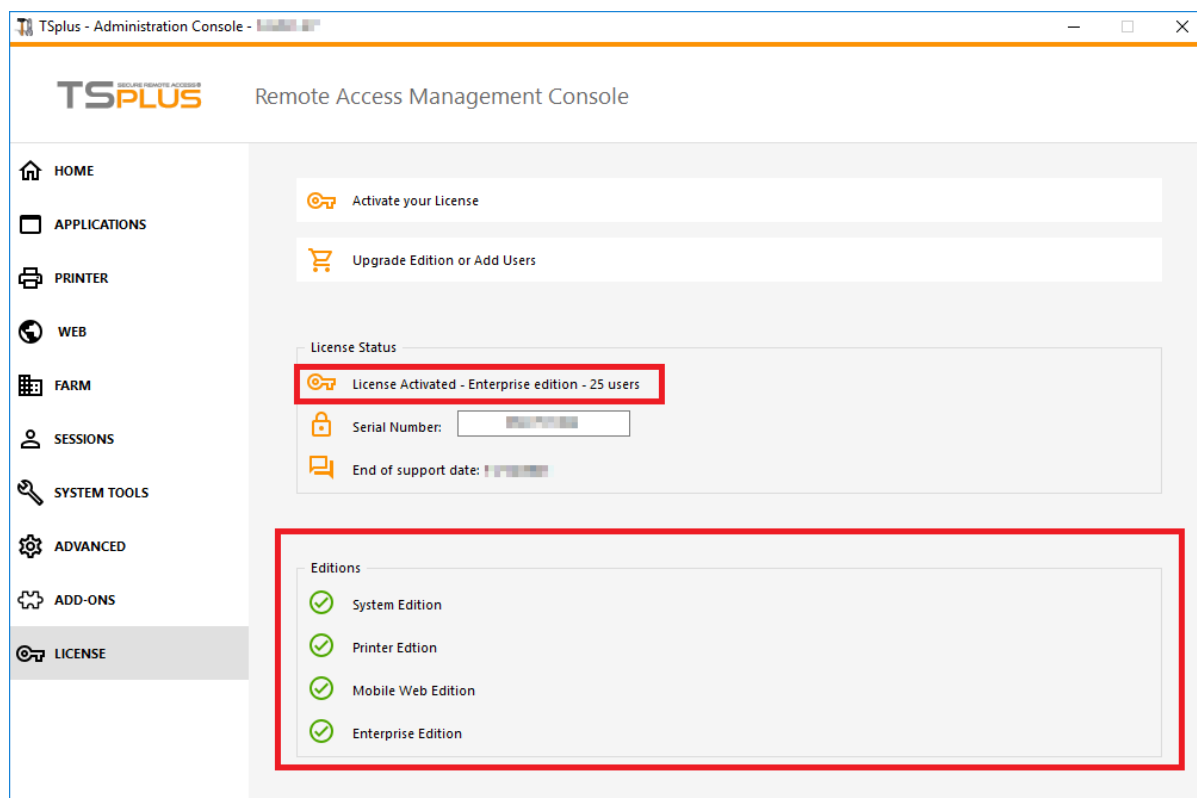 TSplus - Administration Console -
TSPLUS SECURE REMOTE ACCESS®
Remote Access Management Console
HOME
APPLICATIONS
PRINTER
WEB
FARM
SESSIONS
SYSTEM TOOLS
ADVANCED
ADD-ONS
LICENSE
Activate your License
Upgrade Edition or Add Users
License Status
License Activated - Enterprise edition - 25 users
Serial Number:
End of support date:
Editions
System Edition
Printer Edtion
Mobile Web Edition
Enterprise Edition